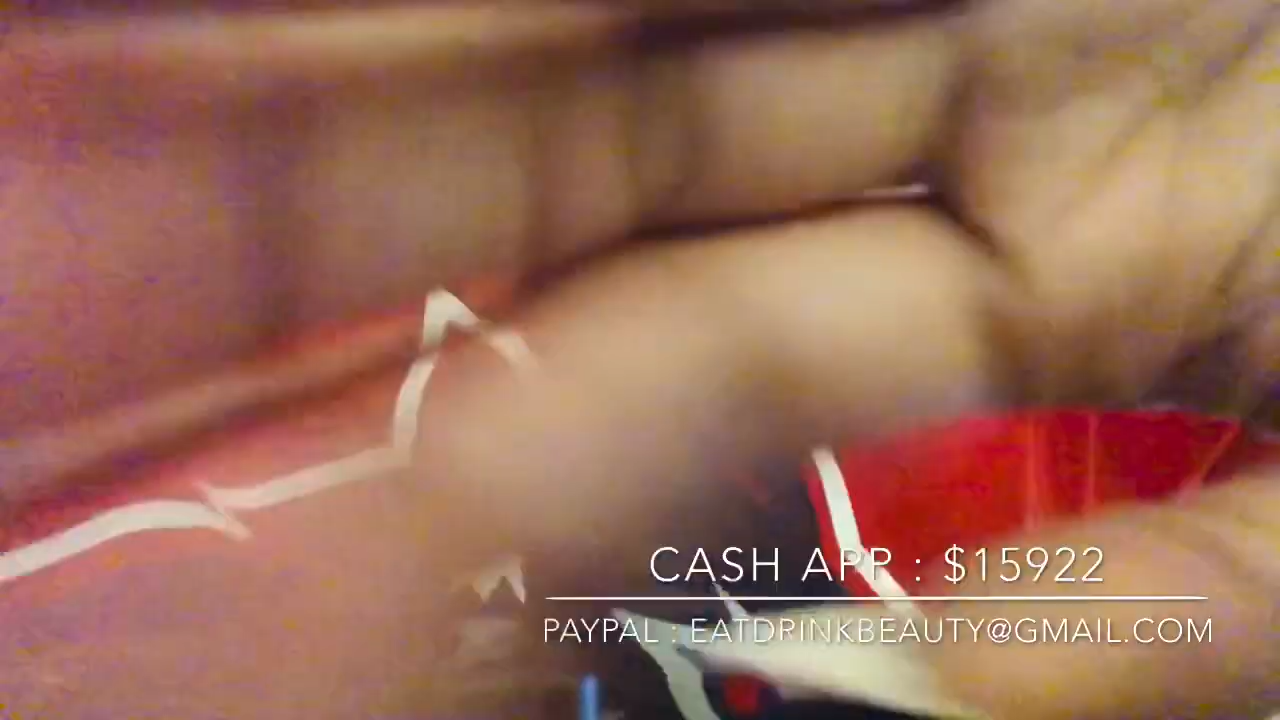 CASH APP : $15922
PAYPAL : EATDRINKBEAUTY@GMAIL.COM